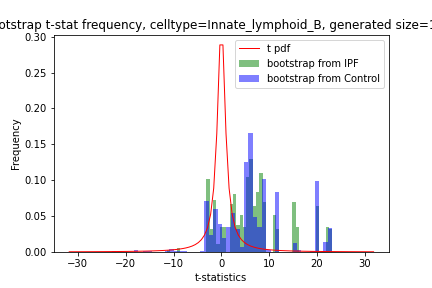 otstrap t-stat frequency, celltype=Innate_lymphoid_B, generated size=1
t pdf
bootstrap from IPF
bootstrap from Control
Frequency
0.30
0.25
0.20
0.15
0.10
0.05
0.00
−30
−20
−10
0
10
20
30
t-statistics